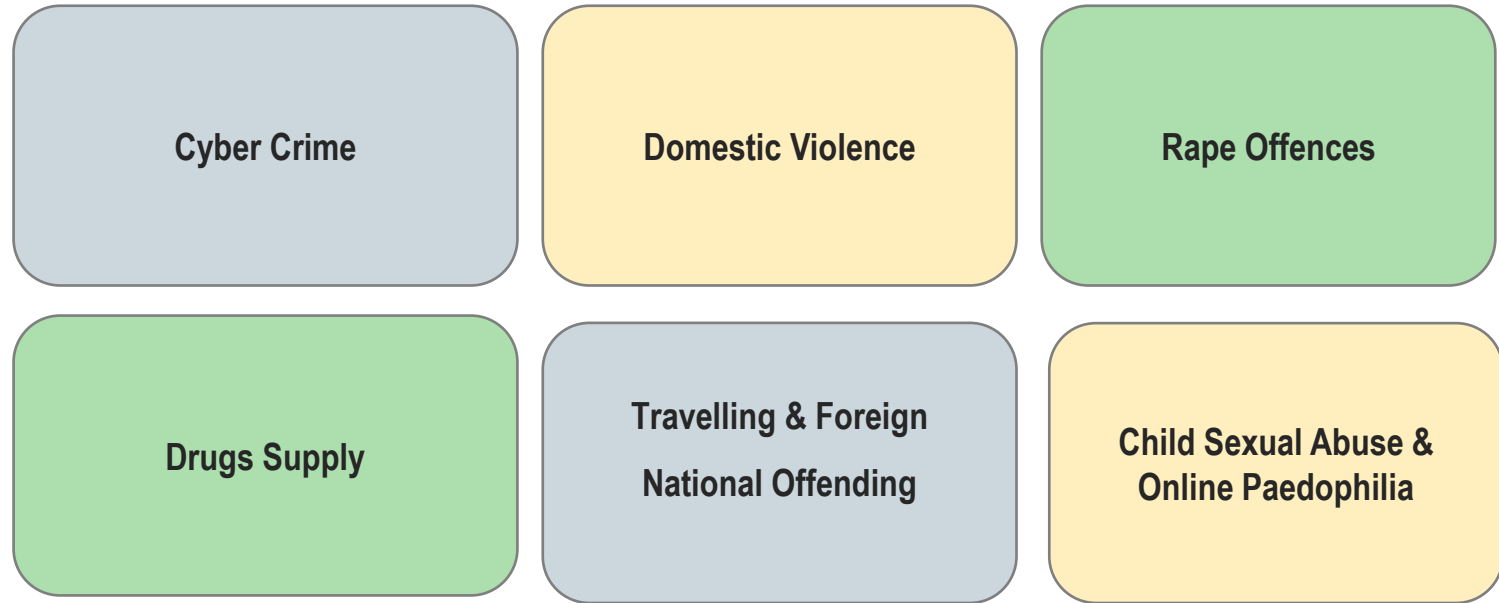 Cyber Crime
Domestic Violence
Rape Offences
Drugs Supply
Travelling & Foreign
National Offending
Child Sexual Abuse &
Online Paedophilia